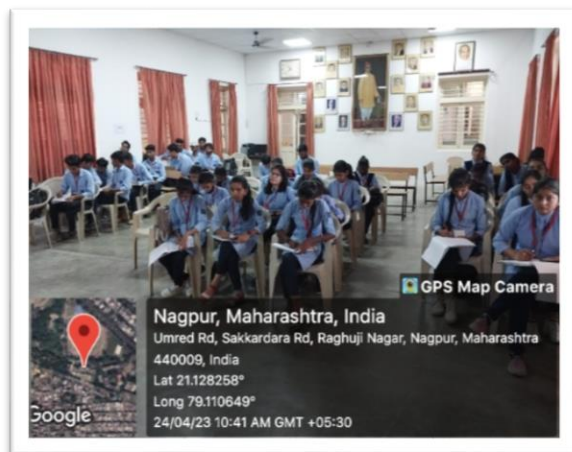 GPS Map Camera
Nagpur, Maharashtra, India
Umred Rd, Sakkardara Rd, Raghuji Nagar, Nagpur, Maharashtra
440009, India
Lat 21.128258°
Long 79.110649°
24/04/23 10:41 AM GMT +05:30
Google